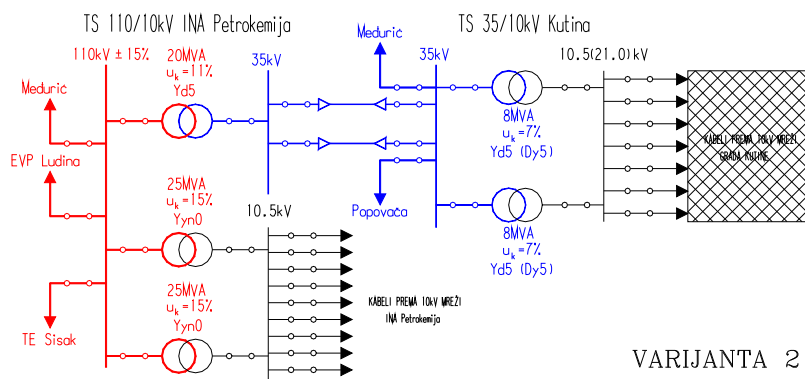 TS 110/10kV INA Petrokemija
TS 35/10kV Kutina
110kV ± 15%
20MVA
uk=11%
Yd5
35kV
Međurić
35kV
10.5(21.0)kV
Međurić
8MVA
uk=7%
Yd5 (Dy5)
KABELI PREMA 10kV MREŽI
GRADA KUTINE
EVP Ludina
25MVA
uk=15%
Yyn0
10.5kV
Popovača
8MVA
uk=7%
Yd5 (Dy5)
25MVA
uk=15%
Yyn0
KABELI PREMA 10kV MREŽI
INA Petrokemija
TE Sisak
VARIJANTA 2